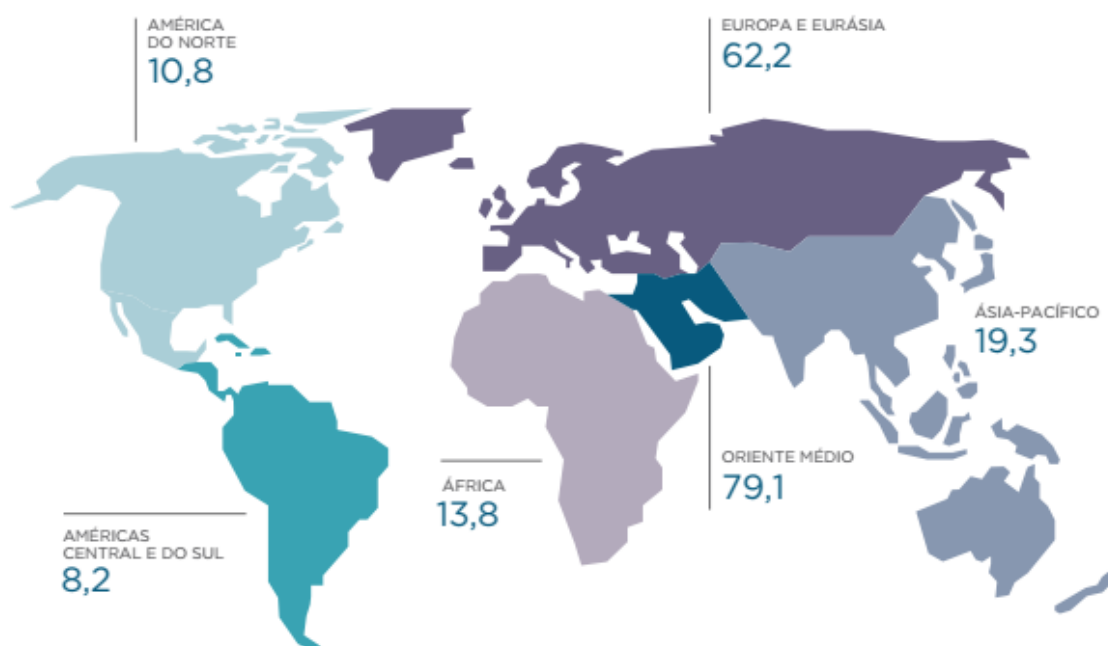 AMÉRICA
DO NORTE
10,8
EUROPA E EURÁSIA
62,2
ÁSIA-PACÍFICO
19,3
ORIENTE MÉDIO
79,1
ÁFRICA
13,8
AMÉRICAS
CENTRAL E DO SUL
8,2